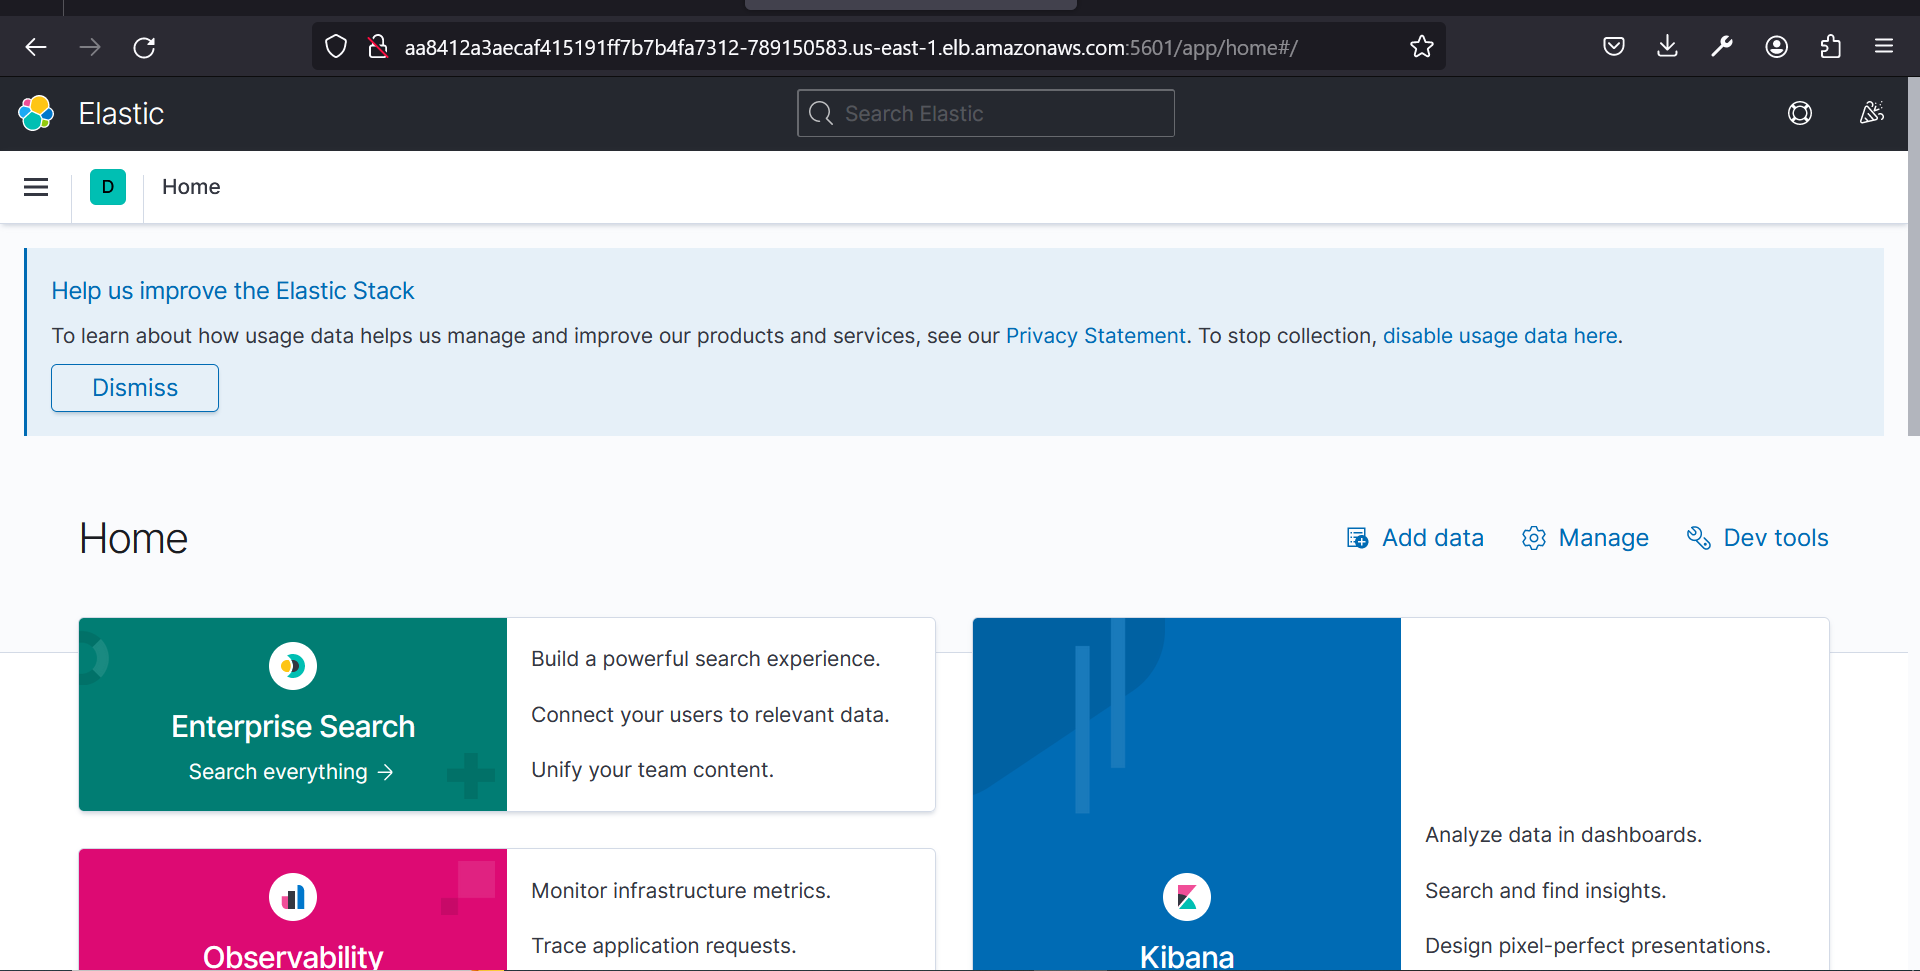 aa8412a3aecaf415191ff7b7b4fa7312-789150583.us-east-1.elb.amazonaws.com:5601/app/home#/
Elastic
Search Elastic
D
Home
Help us improve the Elastic Stack
To learn about how usage data helps us manage and improve our products and services, see our Privacy Statement. To stop collection, disable usage data here.
Dismiss
Home
Add data
Manage
Dev tools
Enterprise Search
Search everything →
Build a powerful search experience.
Connect your users to relevant data.
Unify your team content.
Observability
Monitor infrastructure metrics.
Trace application requests.
Kibana
Analyze data in dashboards.
Search and find insights.
Design pixel-perfect presentations.